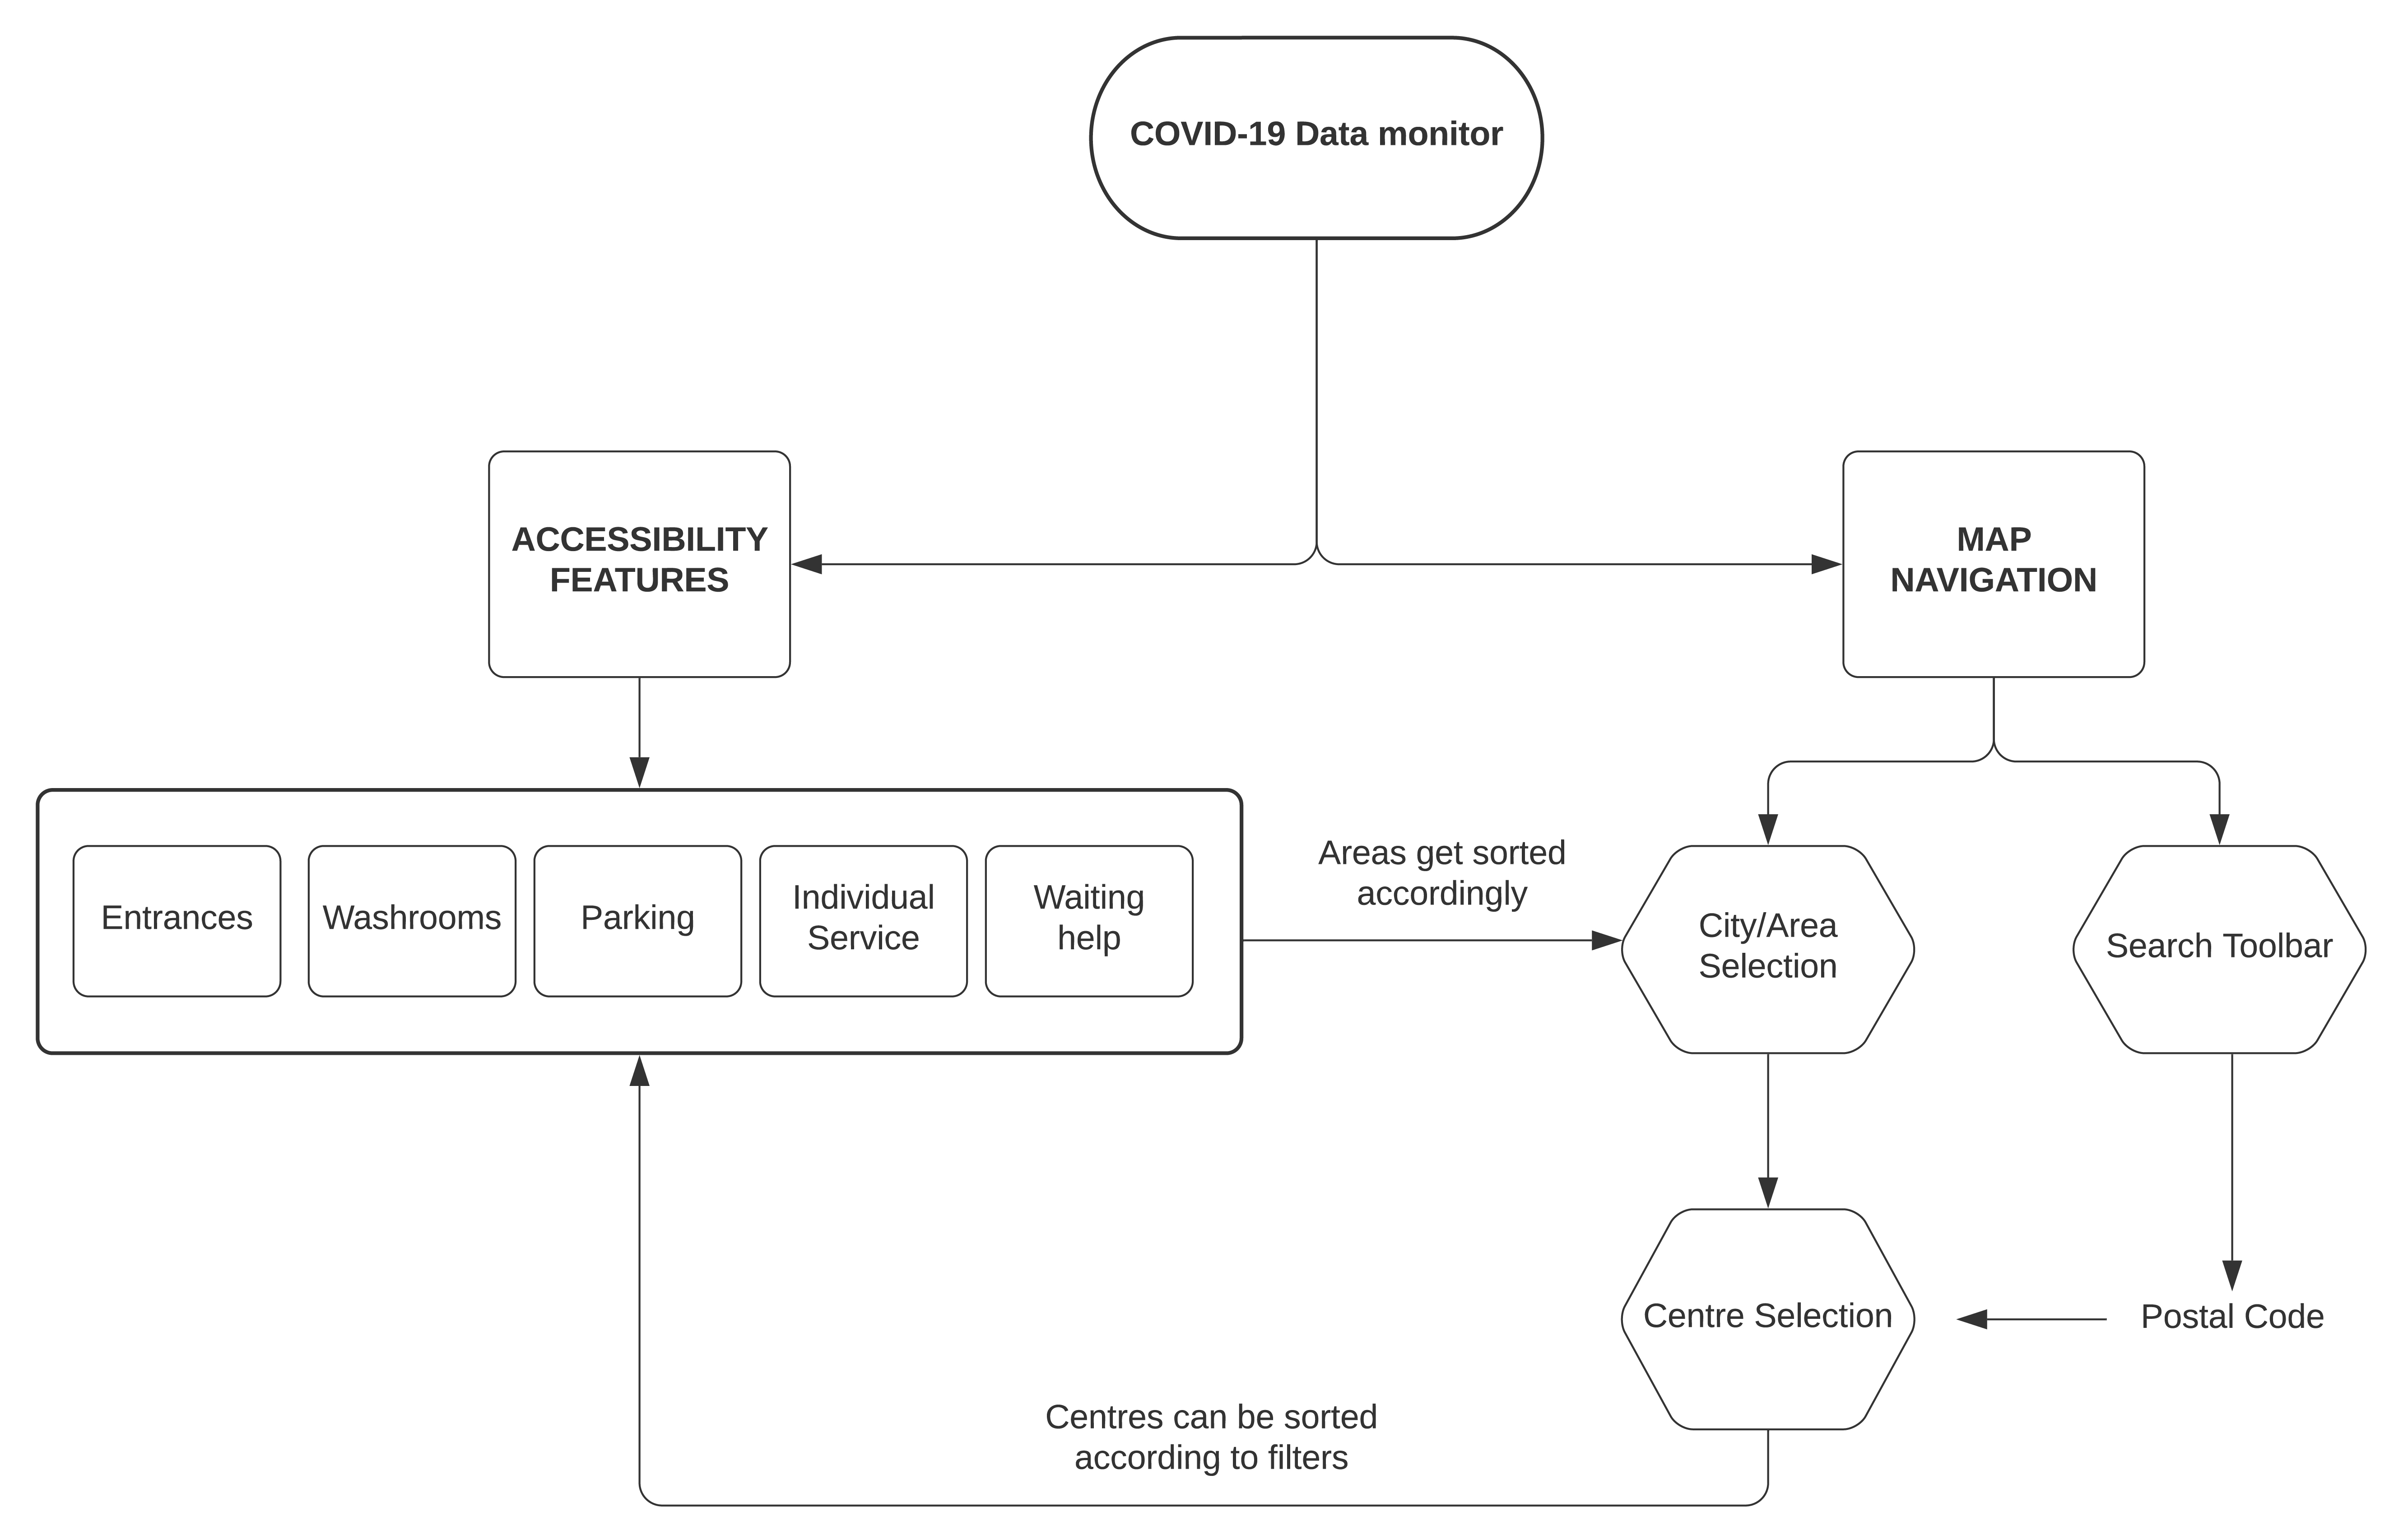 COVID-19 Data monitor
ACCESSIBILITY
FEATURES
MAP
NAVIGATION
Entrances
Washrooms
Parking
Individual
Service
Waiting
help
Areas get sorted
accordingly
City/Area
Selection
Search Toolbar
Centre Selection
Postal Code
Centres can be sorted
according to filters